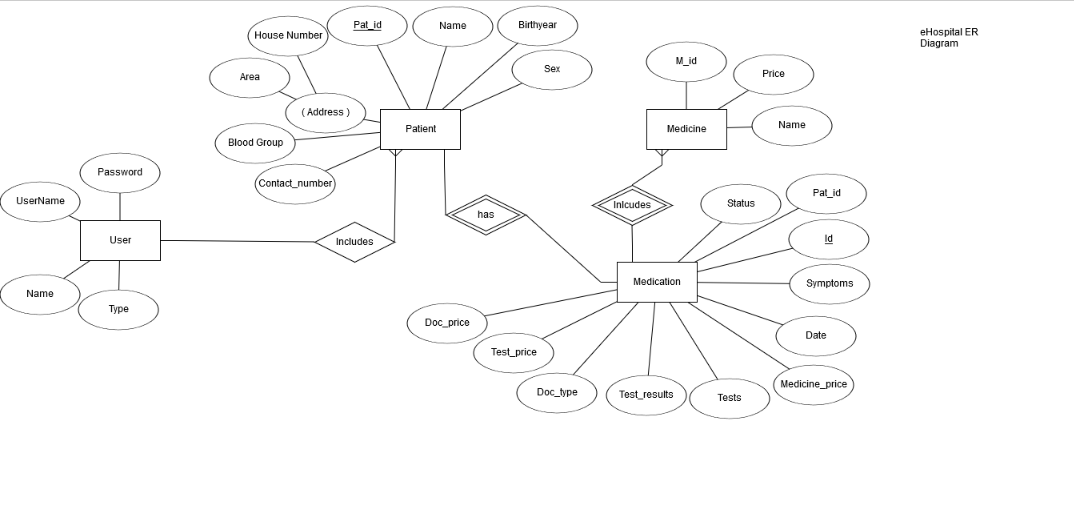 eHospital ER
Diagram
Pat_id
Name
Birthyear
House Number
Sex
Area
( Address )
Patient
Blood Group
Contact_number
M_id
Price
Medicine
Name
Password
UserName
User
Name
Type
Includes
has
Inlcudes
Status
Pat_id
Id
Medication
Symptoms
Date
Medicine_price
Doc_price
Test_price
Doc_type
Test_results
Tests